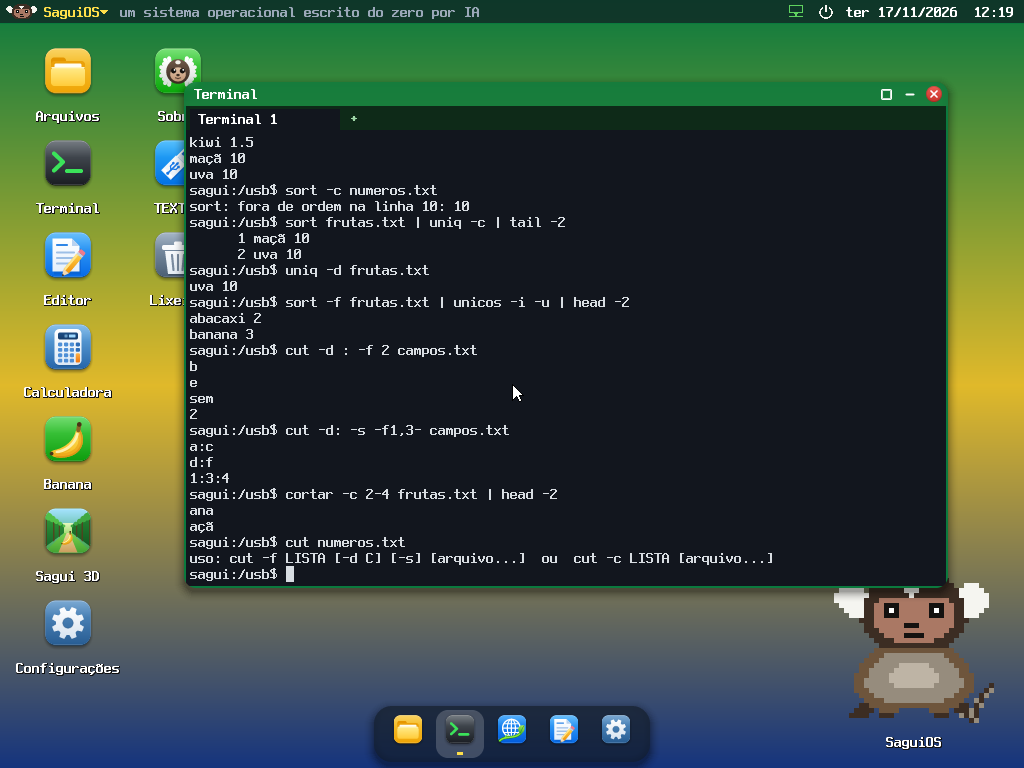 SaguiOS▾ um sistema operacional escrito do zero por IA
ter 17/11/2026 12:19
Arquivos
Terminal
TEXT
Editor
Calculadora
Banana
Sagui 3D
Configurações
Terminal
Terminal 1 +
kiwi 1.5
maçã 10
uva 10
sagui:/usb$ sort -c numeros.txt
sort: fora de ordem na linha 10: 10
sagui:/usb$ sort frutas.txt | uniq -c | tail -2
1 maçã 10
2 uva 10
sagui:/usb$ uniq -d frutas.txt
uva 10
sagui:/usb$ sort -f frutas.txt | unicos -i -u | head -2
abacaxi 2
banana 3
sagui:/usb$ cut -d : -f 2 campos.txt
b
e
sem
2
sagui:/usb$ cut -d: -s -f1,3- campos.txt
a:c
d:f
1:3:4
sagui:/usb$ cortar -c 2-4 frutas.txt | head -2
ana
açã
sagui:/usb$ cut numeros.txt
uso: cut -f LISTA [-d C] [-s] [arquivo...]  ou  cut -c LISTA [arquivo...]
sagui:/usb$
SaguiOS